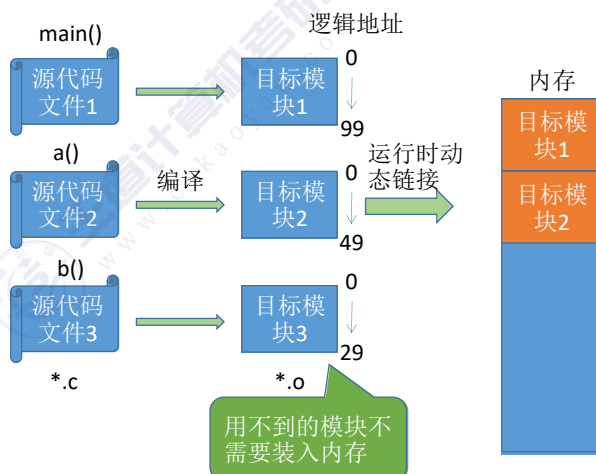 逻辑地址
main()
源代码
文件1
目标模
块1
0
99
内存
目标模
块1
目标模
块2
a()
源代码
文件2
编译
目标模
块2
0
49
运行时动
态链接
b()
源代码
文件3
目标模
块3
0
29
*.c
*.o
用不到的模块不
需要装入内存